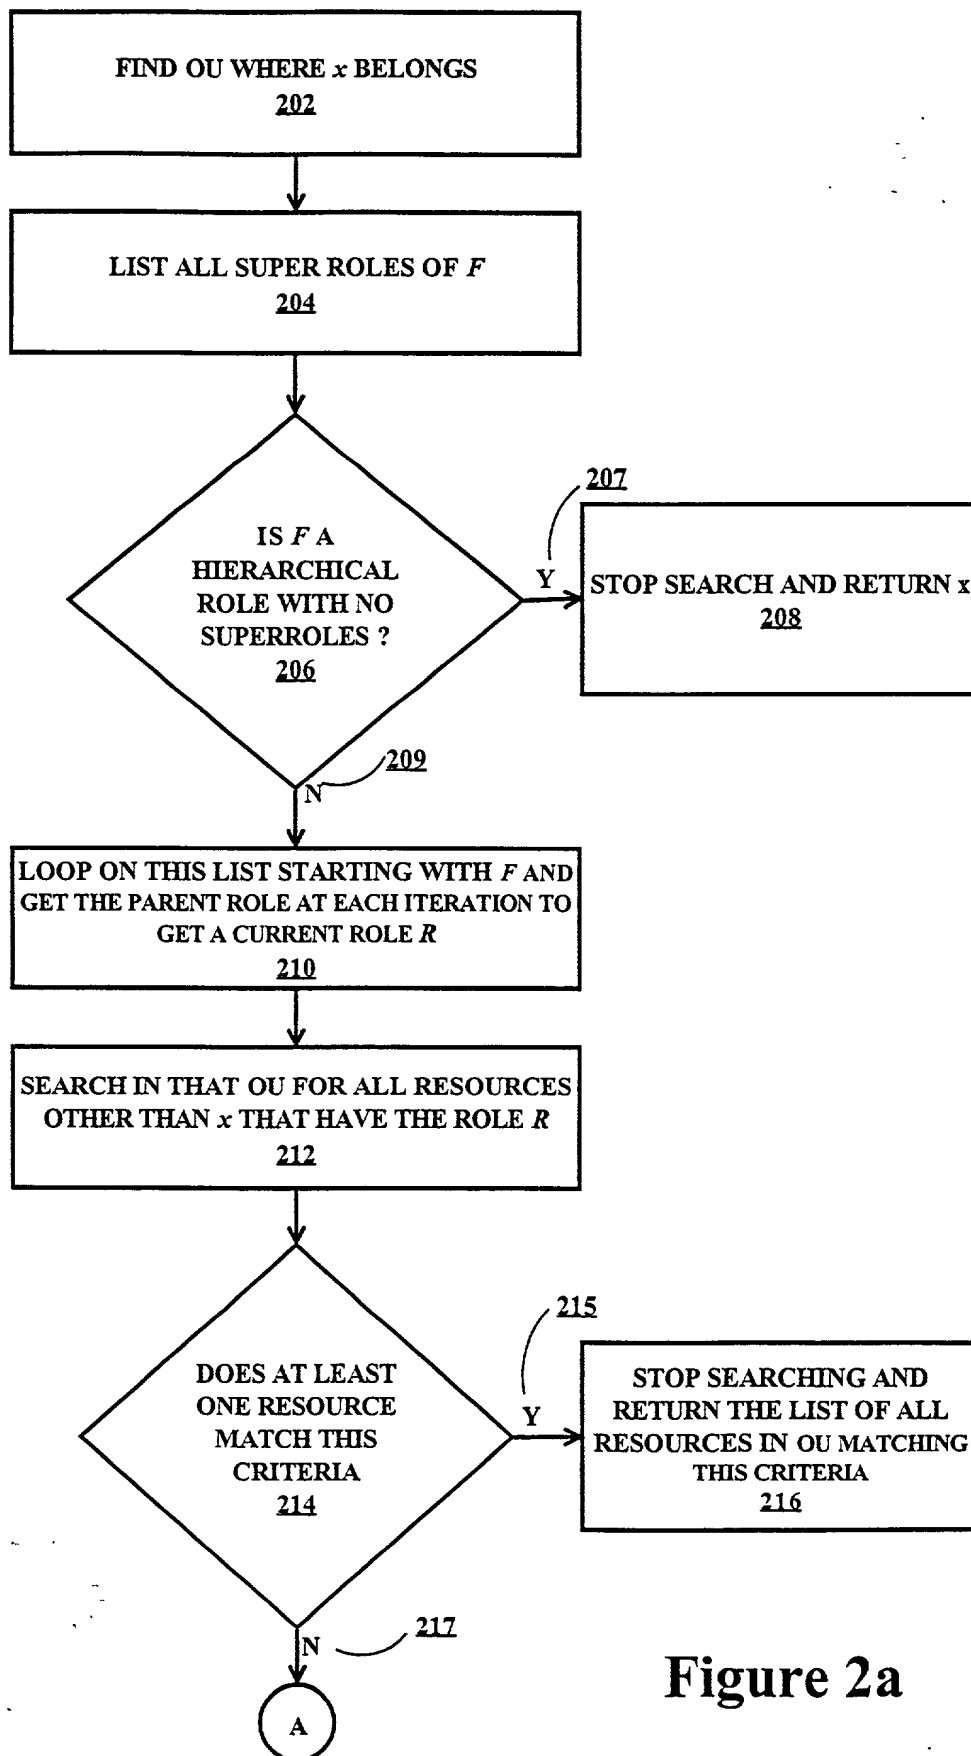 FIND OU WHERE x BELONGS
202
LIST ALL SUPER ROLES OF F
204
IS F A
HIERARCHICAL
ROLE WITH NO
SUPERROLES ?
206
207
Y
STOP SEARCH AND RETURN x
208
209
N
LOOP ON THIS LIST STARTING WITH F AND
GET THE PARENT ROLE AT EACH ITERATION TO
GET A CURRENT ROLE R
210
SEARCH IN THAT OU FOR ALL RESOURCES
OTHER THAN x THAT HAVE THE ROLE R
212
DOES AT LEAST
ONE RESOURCE
MATCH THIS
CRITERIA
214
215
Y
STOP SEARCHING AND
RETURN THE LIST OF ALL
RESOURCES IN OU MATCHING
THIS CRITERIA
216
217
N
A
Figure 2a